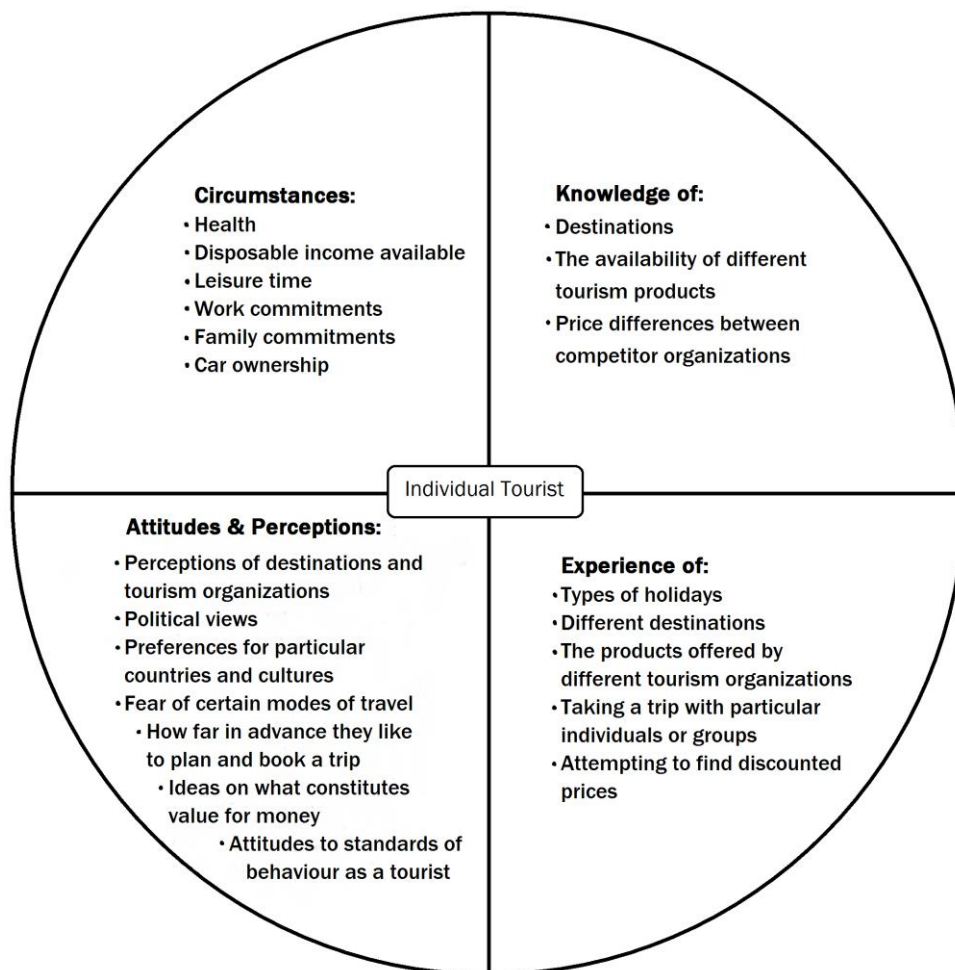 Circumstances:
· Health
· Disposable income available
· Leisure time
· Work commitments
· Family commitments
· Car ownership
Knowledge of:
· Destinations
· The availability of different
tourism products
· Price differences between
competitor organizations
Individual Tourist
Attitudes & Perceptions:
· Perceptions of destinations and
tourism organizations
· Political views
· Preferences for particular
countries and cultures
· Fear of certain modes of travel
· How far in advance they like
to plan and book a trip
· Ideas on what constitutes
value for money
· Attitudes to standards of
behaviour as a tourist
Experience of:
· Types of holidays
· Different destinations
· The products offered by
different tourism organizations
· Taking a trip with particular
individuals or groups
· Attempting to find discounted
prices